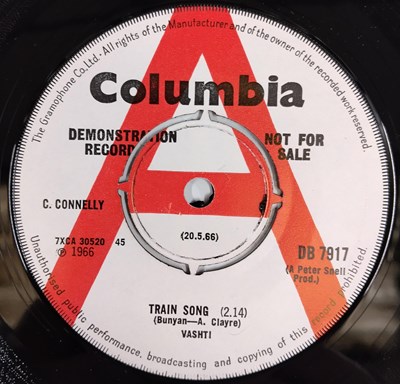 The Gramophone Co. Ltd. - All rights of the Manufacturer and of the owner of the recorded work reserved.
Columbia
DEMONSTRATION NOT FOR
RECORD SALE
C. CONNELLY
(20.5.66)
7XCA 30520 45
℗ 1966
DB 7917
(A Peter Snell
Prod.)
TRAIN SONG (2.14)
(Bunyan—A. Clayre)
VASHTI
Unauthorised public performance, broadcasting and copying of this record prohibited.